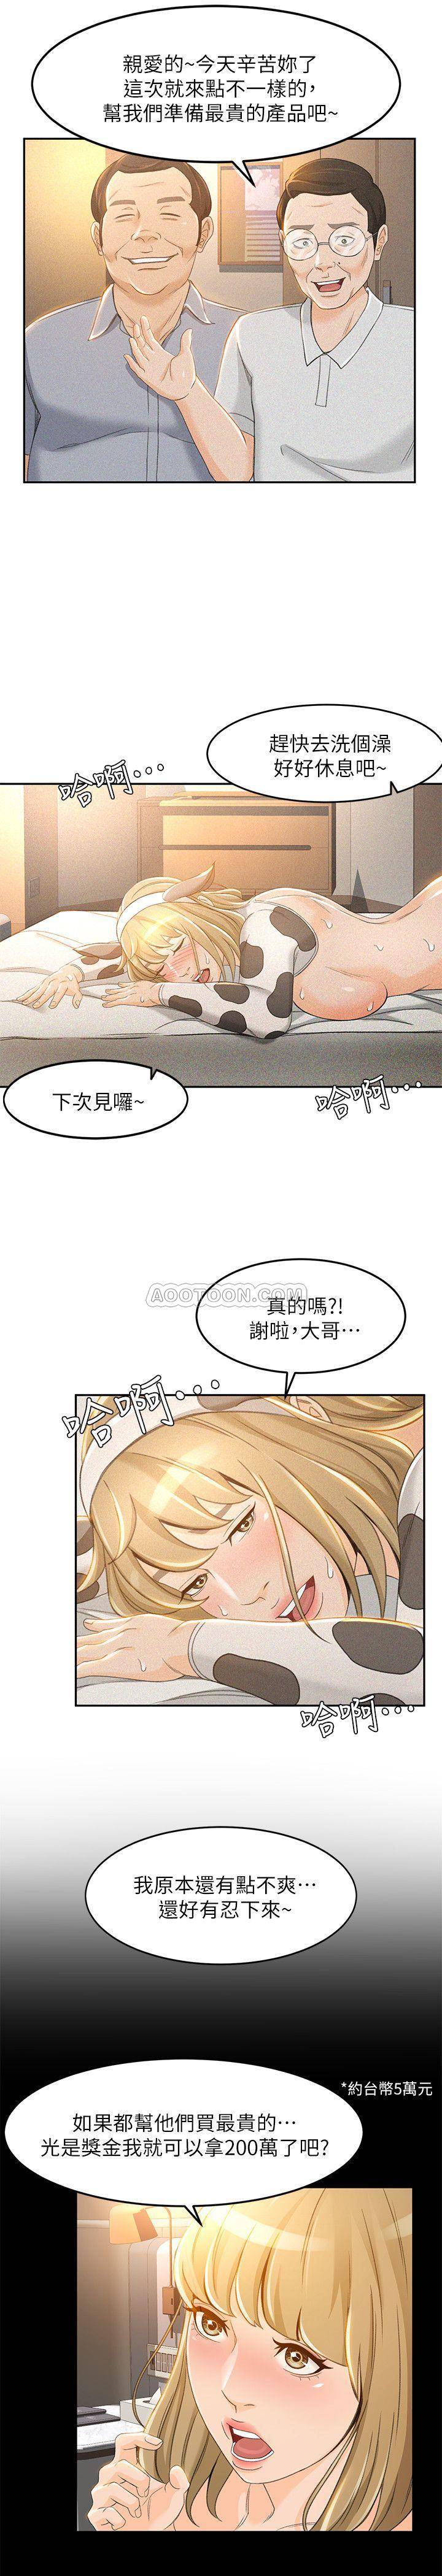 親愛的~今天辛苦妳了
這次就來點不一樣的，
幫我們準備最貴的產品吧~
趕快去洗個澡
好好休息吧~
哈啊…
下次見囉~
哈啊…
AOOTOON.COM
真的嗎?!
謝啦，大哥…
哈啊…
哈啊…
我原本還有點不爽…
還好有忍下來~
*約台幣5萬元
如果都幫他們買最貴的…
光是獎金我就可以拿200萬了吧?